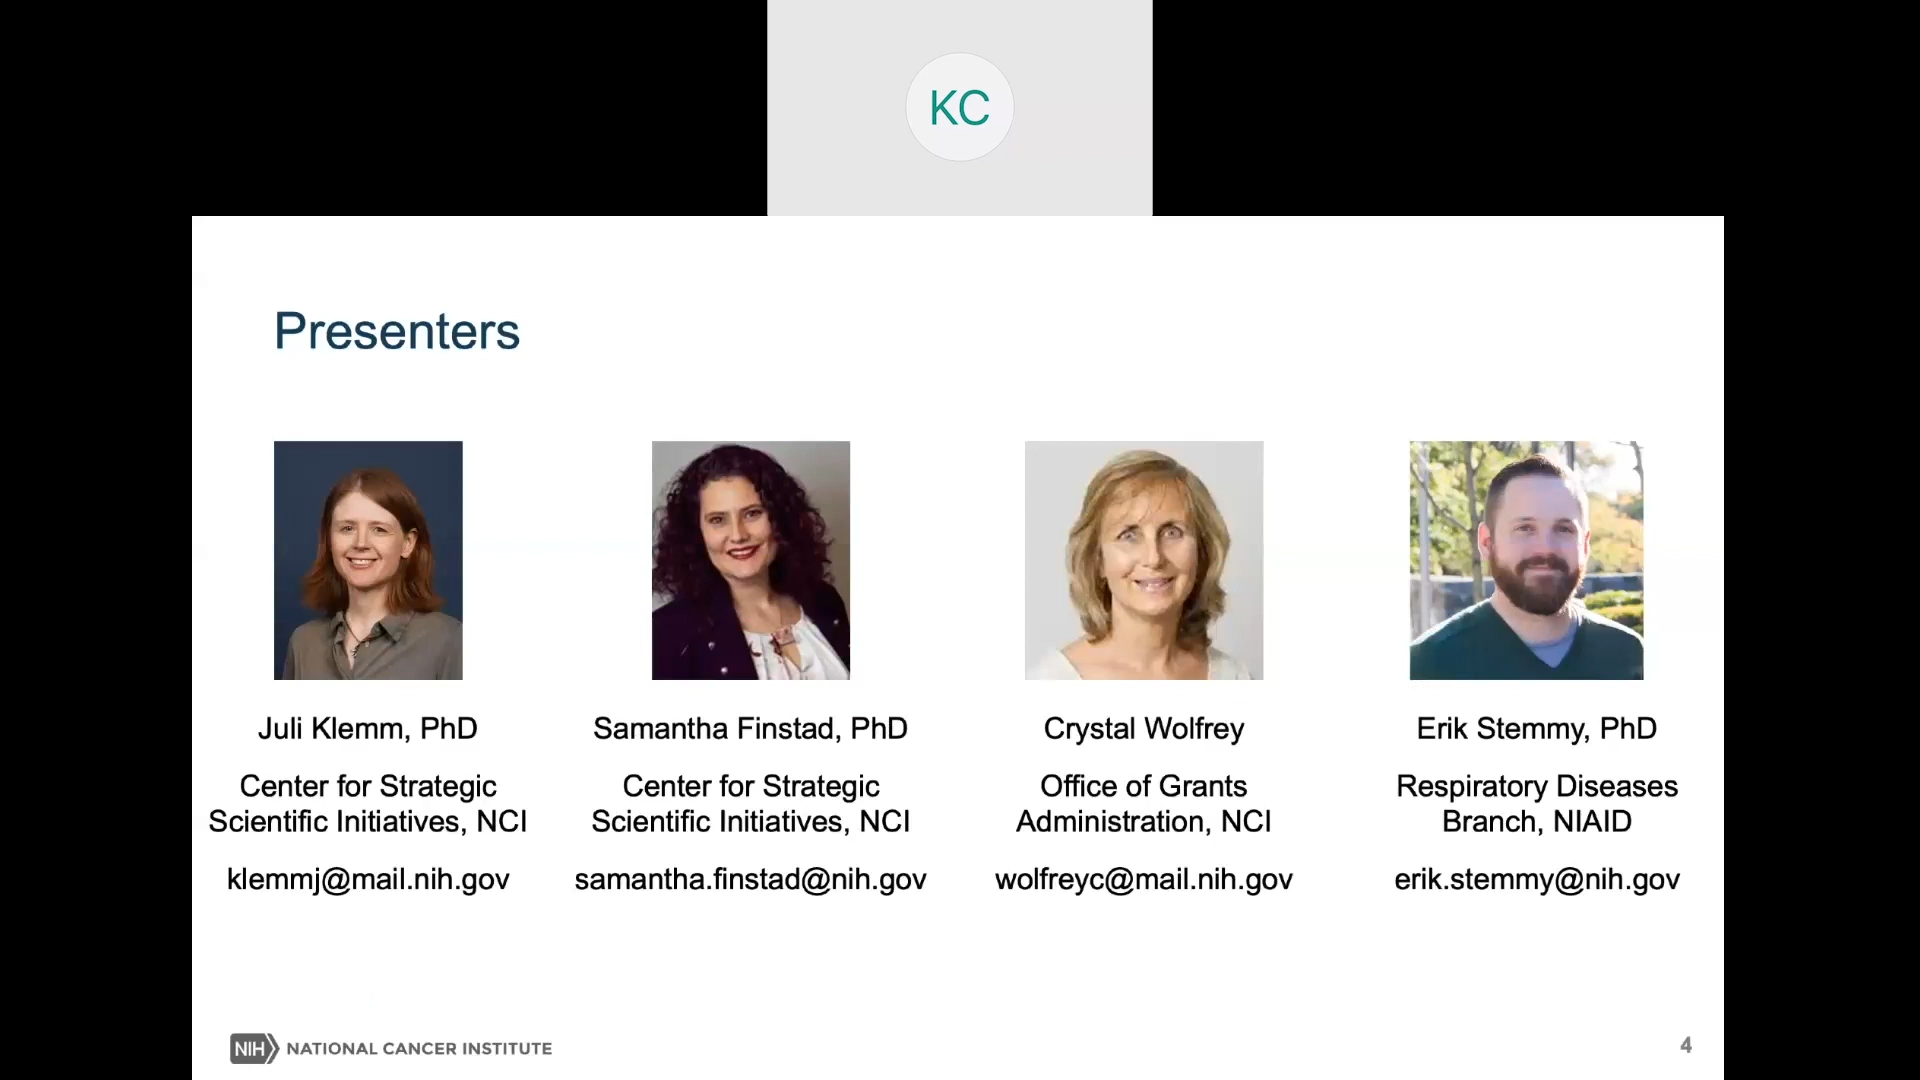 KC
Presenters
Juli Klemm, PhD
Center for Strategic
Scientific Initiatives, NCI
klemmj@mail.nih.gov
Samantha Finstad, PhD
Center for Strategic
Scientific Initiatives, NCI
samantha.finstad@nih.gov
Crystal Wolfrey
Office of Grants
Administration, NCI
wolfreyc@mail.nih.gov
Erik Stemmy, PhD
Respiratory Diseases
Branch, NIAID
erik.stemmy@nih.gov
NIH NATIONAL CANCER INSTITUTE
4